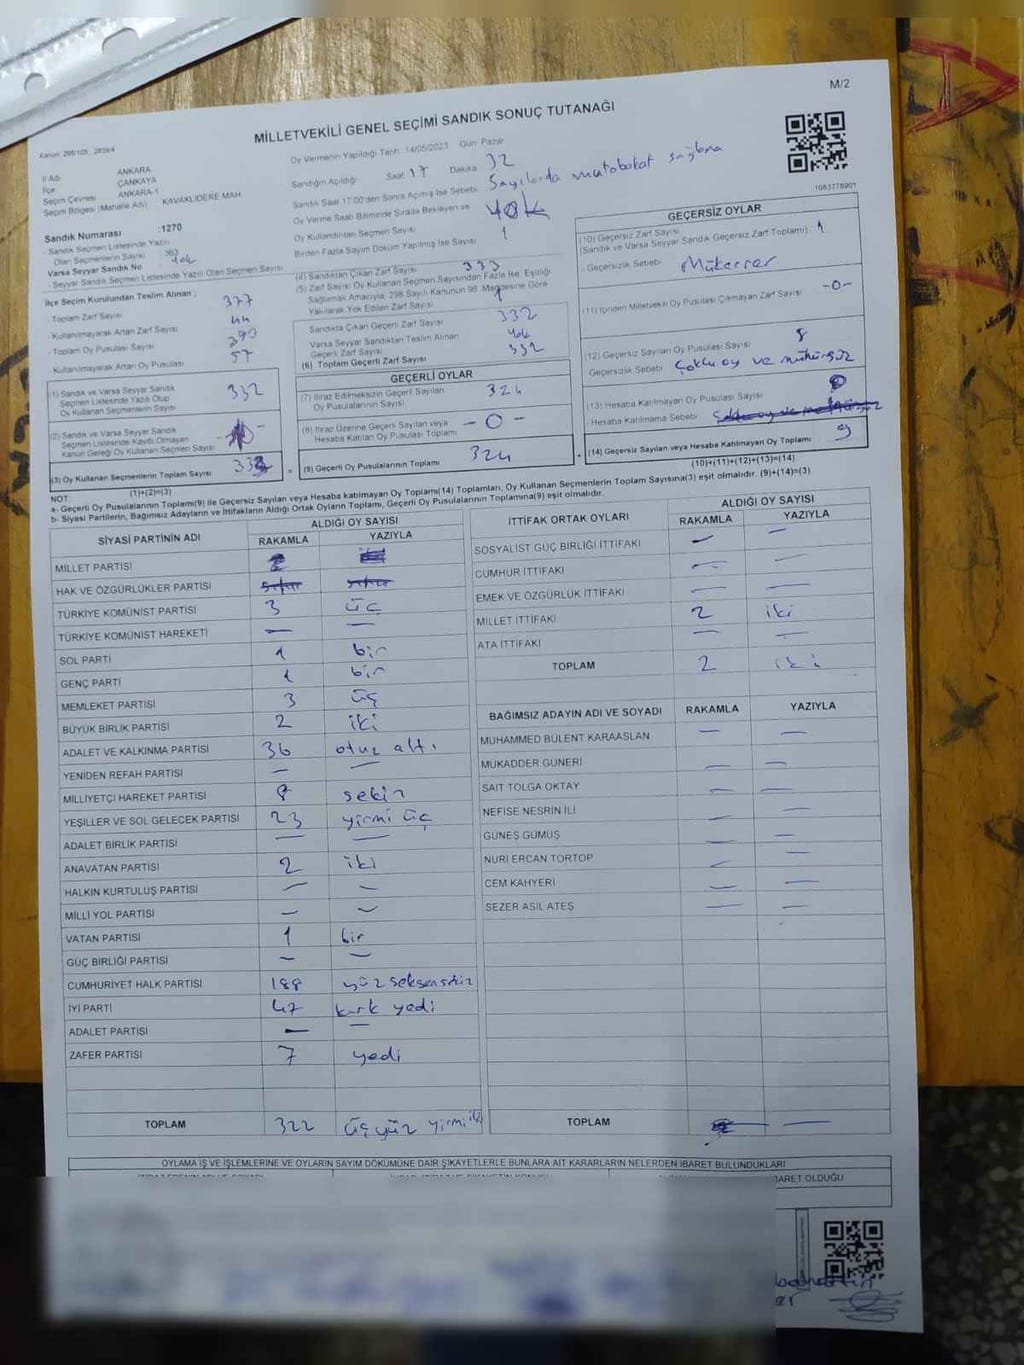 M/2
MİLLETVEKİLİ GENEL SEÇİMİ SANDIK SONUÇ TUTANAĞI
Kanun: 298/105, 2839/4
Oy Vermenin Yapıldığı Tarih: 14/05/2023 Gün: Pazar
İl Adı ANKARA
İlçe ÇANKAYA
Seçim Çevresi ANKARA-1
Seçim Bölgesi (Mahalle Adı) KAVAKLIDERE MAH
Sandık Numarası :1270
Sandık Seçmen Listesinde Yazılı
Olan Seçmenlerin Sayısı 363
Varsa Seyyar Sandık No Yok
- Seyyar Sandık Seçmen Listesinde Yazılı Olan Seçmen Sayısı
Sandığın Açıldığı Saat 17 Dakika 32
Sandık Saat 17:00'den Sonra Açılmış İse Sebebi Sayılarda mutabakat sağlama
Oy Verme Saati Bitiminde Sırada Bekleyen ve
Oy Kullandırılan Seçmen Sayısı YOK
Birden Fazla Sayım Döküm Yapılmış İse Sayısı 1
1083778901
İlçe Seçim Kurulundan Teslim Alınan :
- Toplam Zarf Sayısı 377
- Kullanılmayarak Artan Zarf Sayısı 44
- Toplam Oy Pusulası Sayısı 390
- Kullanılmayarak Artan Oy Pusulası 57
(1) Sandık ve Varsa Seyyar Sandık
Seçmen Listesinde Yazılı Olup
Oy Kullanan Seçmenlerin Sayısı 332
(2) Sandık ve Varsa Seyyar Sandık
Seçmen Listesinde Kayıtlı Olmayan
Kanun Gereği Oy Kullanan Seçmen Sayısı
(3) Oy Kullanan Seçmenlerin Toplam Sayısı
(1)+(2)=(3)
(4) Sandıktan Çıkan Zarf Sayısı 333
(5) Zarf Sayısı Oy Kullanan Seçmen Sayısından Fazla İse, Eşitliği
Sağlamak Amacıyla, 298 Sayılı Kanunun 98. Maddesine Göre
Yakılarak Yok Edilen Zarf Sayısı 1
Sandıkta Çıkan Geçerli Zarf Sayısı 332
Varsa Seyyar Sandıktan Teslim Alınan
Geçerli Zarf Sayısı Yok
(6) Toplam Geçerli Zarf Sayısı 332
GEÇERLİ OYLAR
(7) İtiraz Edilmeksizin Geçerli Sayılan
Oy Pusulalarının Sayısı 324
(8) İtiraz Üzerine Geçerli Sayılan veya
Hesaba Katılan Oy Pusulası Toplamı - 0 -
(9) Geçerli Oy Pusulalarının Toplamı 324
GEÇERSİZ OYLAR
(10) Geçersiz Zarf Sayısı
(Sandık ve Varsa Seyyar Sandık Geçersiz Zarf Toplamı) 1
Geçersizlik Sebebi Mükerrer
(11) İçinden Milletvekili Oy Pusulası Çıkmayan Zarf Sayısı -0-
(12) Geçersiz Sayılan Oy Pusulası Sayısı 8
Geçersizlik Sebebi Çoklu oy ve mühürsüz
(13) Hesaba Katılmayan Oy Pusulası Sayısı 0
Hesaba Katılmama Sebebi
(14) Geçersiz Sayılan veya Hesaba Katılmayan Oy Toplamı 9
(10)+(11)+(12)+(13)=(14)
NOT:
a- Geçerli Oy Pusulalarının Toplamı(9) ile Geçersiz Sayılan veya Hesaba katılmayan Oy Toplamı(14) Toplamları, Oy Kullanan Seçmenlerin Toplam Sayısına(3) eşit olmalıdır. (9)+(14)=(3)
b- Siyasi Partilerin, Bağımsız Adayların ve İttifakların Aldığı Ortak Oyların Toplamı, Geçerli Oy Pusulalarının Toplamına(9) eşit olmalıdır.
SİYASİ PARTİNİN ADI ALDIĞI OY SAYISI
RAKAMLA YAZIYLA
MİLLET PARTİSİ
HAK VE ÖZGÜRLÜKLER PARTİSİ sıfır sıfır
TÜRKİYE KOMÜNİST PARTİSİ 3 üç
TÜRKİYE KOMÜNİST HAREKETİ — —
SOL PARTİ 1 bir
GENÇ PARTİ 1 bir
MEMLEKET PARTİSİ 3 üç
BÜYÜK BİRLİK PARTİSİ 2 iki
ADALET VE KALKINMA PARTİSİ 36 otuz altı
YENİDEN REFAH PARTİSİ — —
MİLLİYETÇİ HAREKET PARTİSİ 8 sekiz
YEŞİLLER VE SOL GELECEK PARTİSİ 23 yirmi üç
ADALET BİRLİK PARTİSİ — —
ANAVATAN PARTİSİ 2 iki
HALKIN KURTULUŞ PARTİSİ — —
MİLLİ YOL PARTİSİ — —
VATAN PARTİSİ 1 bir
GÜÇ BİRLİĞİ PARTİSİ — —
CUMHURİYET HALK PARTİSİ 188 yüz seksen sekiz
İYİ PARTİ 47 kırk yedi
ADALET PARTİSİ — —
ZAFER PARTİSİ 7 yedi
TOPLAM 322 üçyüz yirmi iki
İTTİFAK ORTAK OYLARI ALDIĞI OY SAYISI
RAKAMLA YAZIYLA
SOSYALİST GÜÇ BİRLİĞİ İTTİFAKI — —
CUMHUR İTTİFAKI — —
EMEK VE ÖZGÜRLÜK İTTİFAKI — —
MİLLET İTTİFAKI 2 iki
ATA İTTİFAKI — —
TOPLAM 2 iki
BAĞIMSIZ ADAYIN ADI VE SOYADI RAKAMLA YAZIYLA
MUHAMMED BÜLENT KARAASLAN — —
MUKADDER GÜNERİ — —
SAİT TOLGA OKTAY — —
NEFİSE NESRİN İLİ — —
GÜNEŞ GÜMÜŞ — —
NURİ ERCAN TORTOP — —
CEM KAHYERİ — —
SEZER ASİL ATEŞ — —
TOPLAM —
OYLAMA İŞ VE İŞLEMLERİNE VE OYLARIN SAYIM DÖKÜMÜNE DAİR ŞİKAYETLERLE BUNLARA AİT KARARLARIN NELERDEN İBARET BULUNDUKLARI
İBARET OLDUĞU